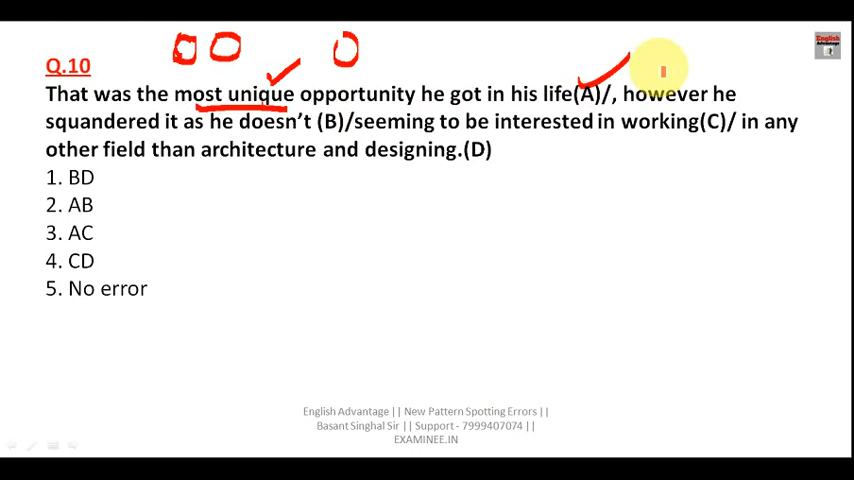 English
Advantage
Q.10
That was the most unique opportunity he got in his life(A)/, however he
squandered it as he doesn't (B)/seeming to be interested in working(C)/ in any
other field than architecture and designing.(D)
1. BD
2. AB
3. AC
4. CD
5. No error
English Advantage || New Pattern Spotting Errors ||
Basant Singhal Sir || Support - 7999407074 ||
EXAMINEE.IN